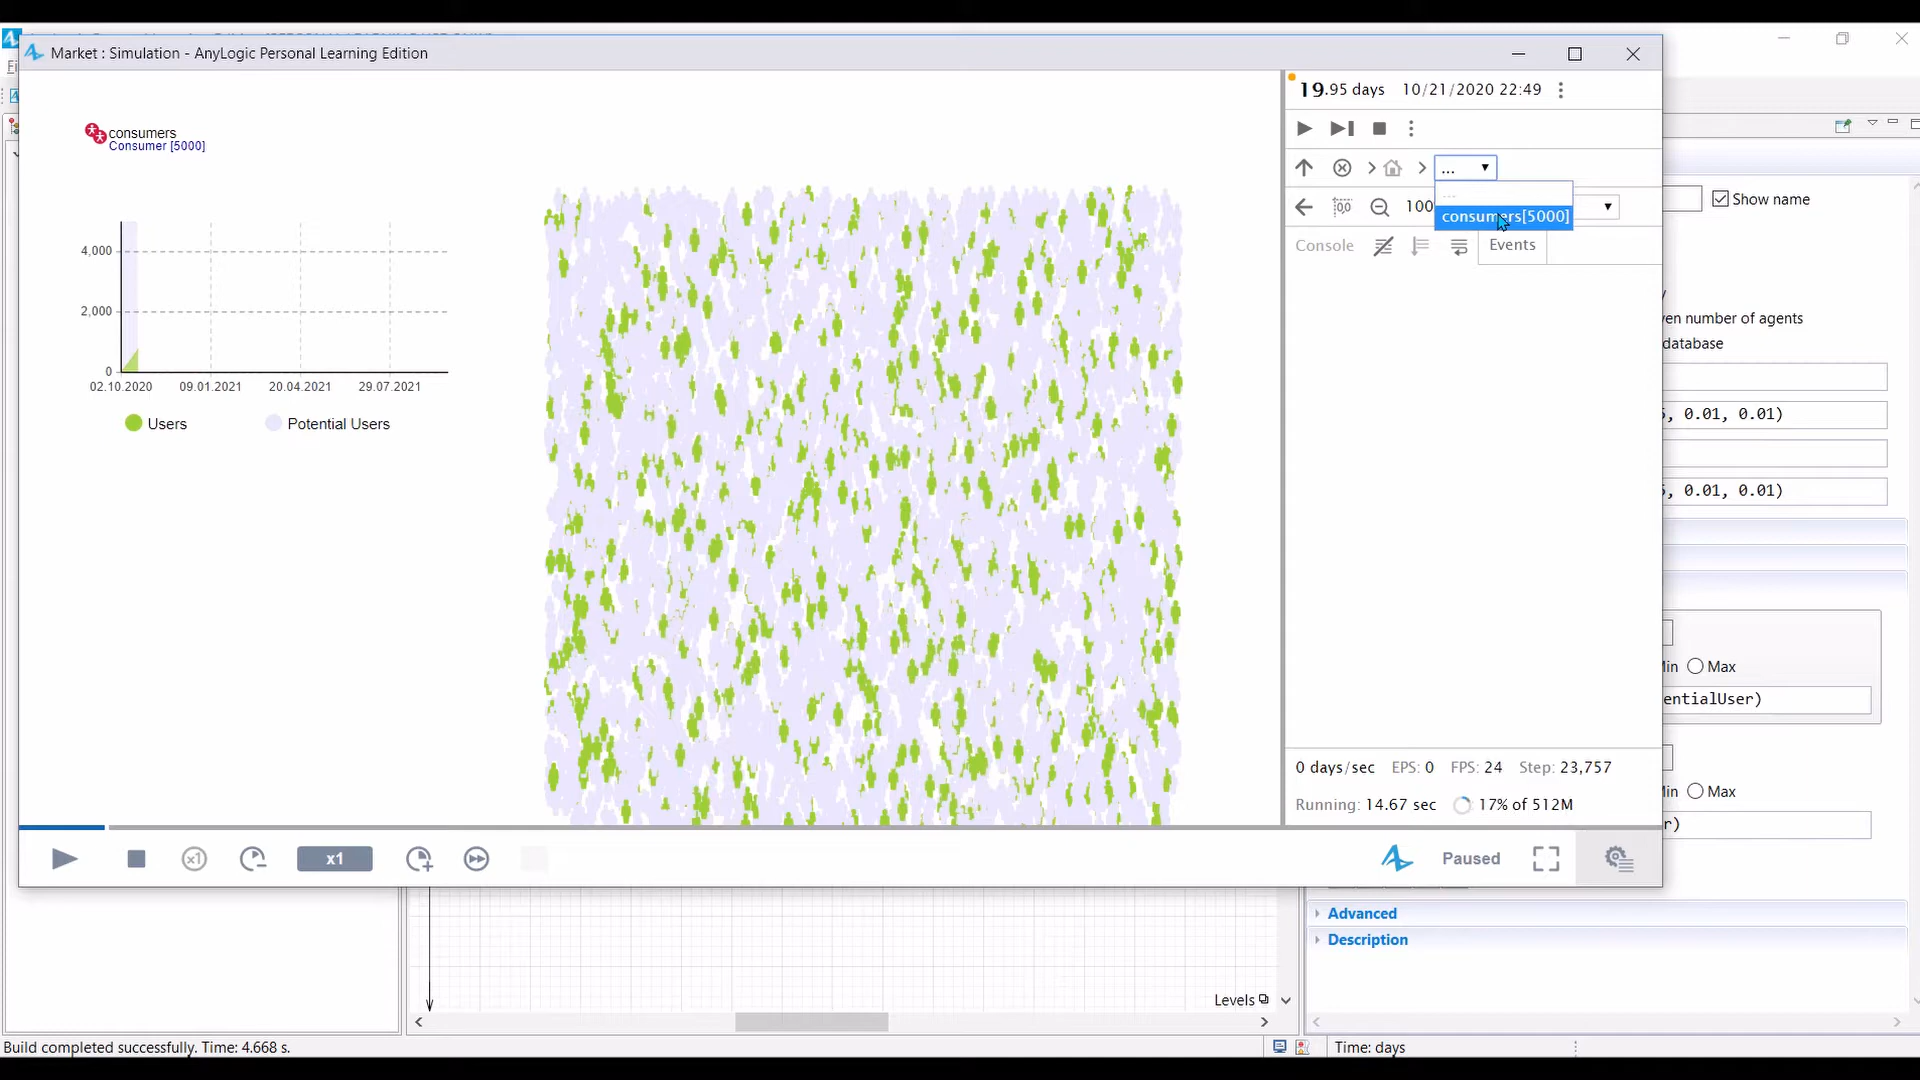 Market : Simulation - AnyLogic Personal Learning Edition
consumers
Consumer [5000]
4,000
2,000
0
02.10.2020 09.01.2021 20.04.2021 29.07.2021
Users Potential Users
19.95 days 10/21/2020 22:49
...
...
consumers[5000]
100
Console Events
0 days/sec EPS: 0 FPS: 24 Step: 23,757
Running: 14.67 sec 17% of 512M
x1
Paused
Show name
ven number of agents
database
, 0.01, 0.01)
, 0.01, 0.01)
Min Max
entialUser)
Min Max
r)
Advanced
Description
Levels
Build completed successfully. Time: 4.668 s.
Time: days